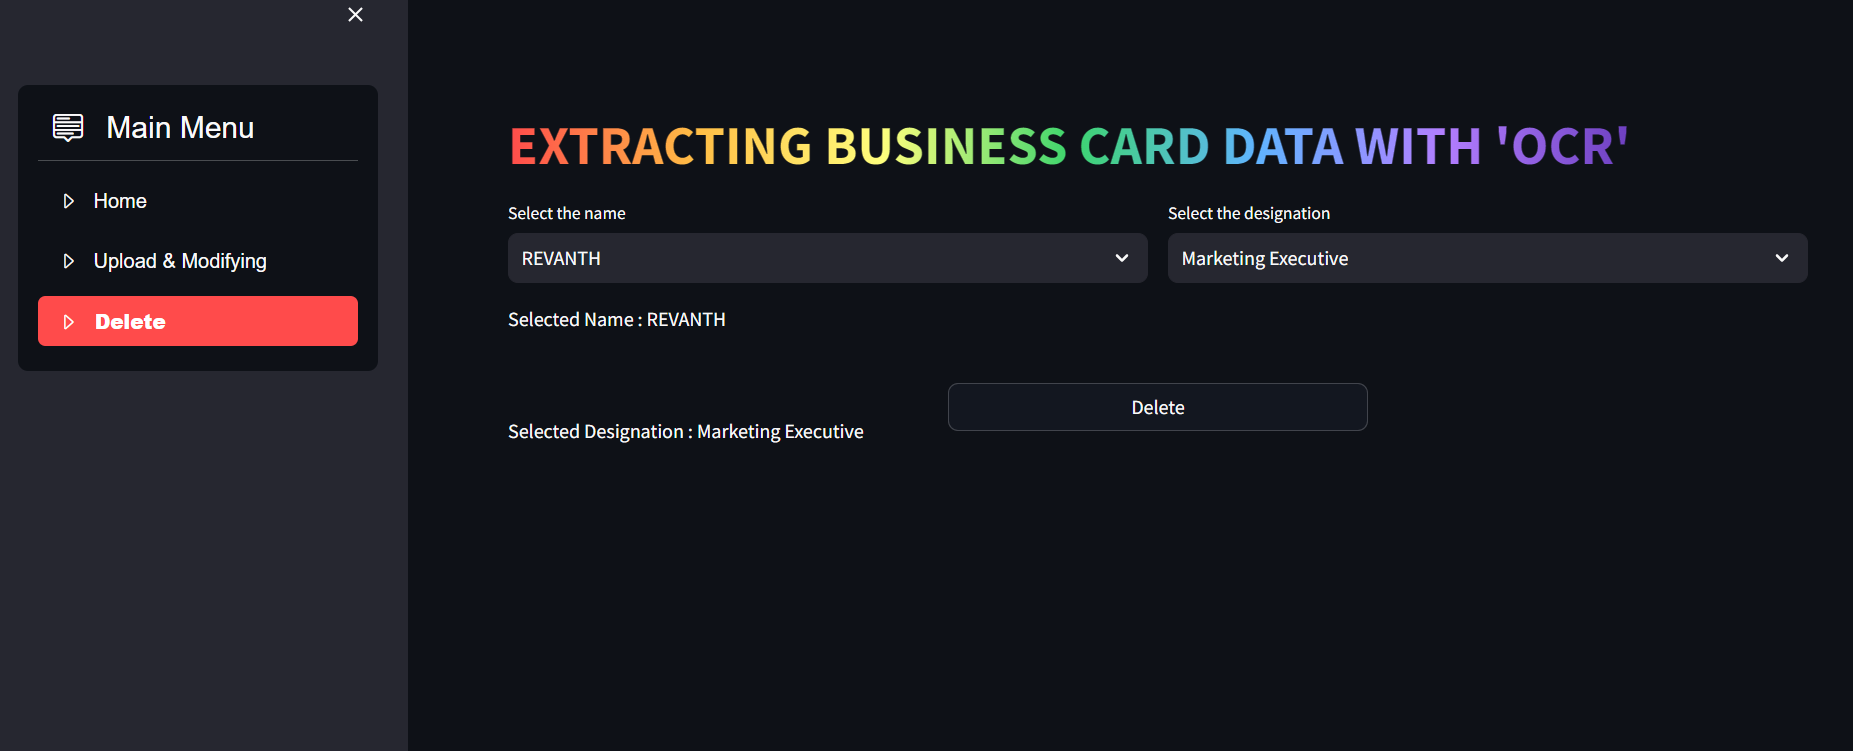 Main Menu
Home
Upload & Modifying
Delete
EXTRACTING BUSINESS CARD DATA WITH 'OCR'
Select the name
REVANTH
Select the designation
Marketing Executive
Selected Name : REVANTH
Delete
Selected Designation : Marketing Executive